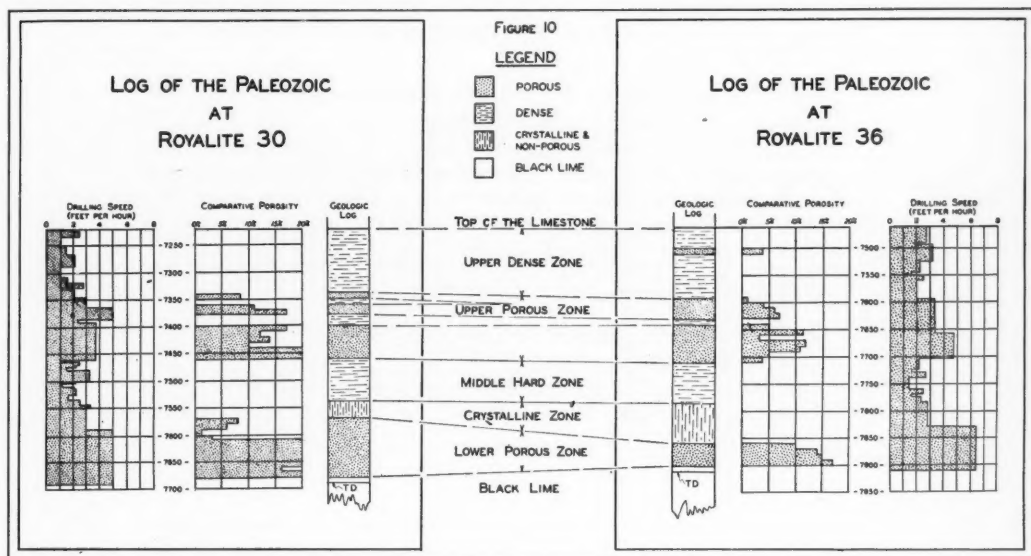 FIGURE 10
LEGEND
POROUS
DENSE
CRYSTALLINE &
NON-POROUS
BLACK LIME
LOG OF THE PALEOZOIC
AT
ROYALITE 30
DRILLING SPEED
(FEET PER HOUR)
0 2 4 6 8
COMPARATIVE POROSITY
0% 5% 10% 15% 20%
GEOLOGIC
LOG
- 7250 -
- 7300 -
- 7350 -
- 7400 -
- 7450 -
- 7500 -
- 7550 -
- 7600 -
- 7650 -
- 7700 -
TD
TOP OF THE LIMESTONE
UPPER DENSE ZONE
UPPER POROUS ZONE
MIDDLE HARD ZONE
CRYSTALLINE ZONE
LOWER POROUS ZONE
BLACK LIME
LOG OF THE PALEOZOIC
AT
ROYALITE 36
GEOLOGIC
LOG
COMPARATIVE POROSITY
0% 5% 10% 15% 20%
DRILLING SPEED
(FEET PER HOUR)
0 2 4 6 8
-7500-
-7550-
-7600-
-7650-
-7700-
-7750-
-7800-
-7850-
-7900-
-7950-
TD